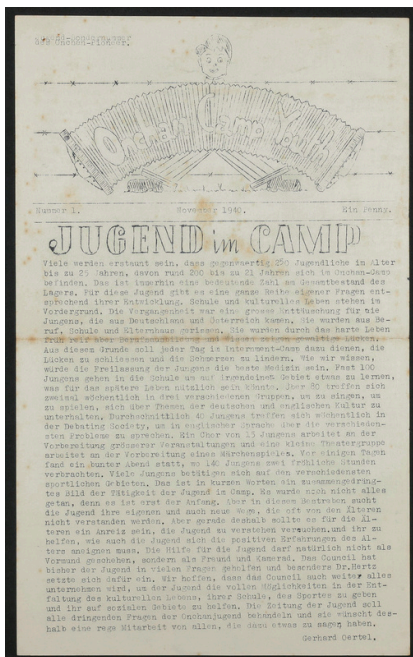 Onchan Camp Youth
Nummer 1. November 1940. Ein Penny.
JUGEND im CAMP
Viele werden erstaunt sein, dass gegenwaertig 250 Jugendliche im Alter
bis zu 25 Jahren, davon rund 200 bis zu 21 Jahren sich im Onchan-Camp
befinden. Das ist immerhin eine bedeutende Zahl am Gesamtbestand des
Lagers. Für diese Jugend gibt es eine ganze Reihe eigener Fragen ent-
sprechend ihrer Entwicklung. Schule und kulturelles Leben stehen im
Vordergrund. Die Vergangenheit war eine grosse Enttäuschung für die
Jungens, die aus Deutschland und Oesterreich kamen, sie wurden aus Be-
ruf, Schule und Elternhaus gerissen. Sie wurden durch das harte Leben
früh reif aber
Aus diesem Grunde soll jeder Tag im Internment-Camp dazu dienen, die
Lücken zu schliessen und die Schmerzen zu lindern. Wie wir wissen,
würde die Freilassung der Jungens die beste Medizin sein. Fast 100
Jungens gehen in die Schule um auf irgendeinem Gebiet etwas zu lernen,
was für das spätere Leben nützlich sein könnte. Über 80 treffen sich
zweimal wöchentlich in drei verschiedenen Gruppen, um zu singen, um
zu spielen, sich über Themen der deutschen und englischen Kultur zu
unterhalten. Durchschnittlich 40 Jungens treffen sich wöchentlich in
der Debating Society, um in englischer Sprache über die verschieden-
sten Probleme zu sprechen. Ein Chor von 15 Jungens arbeitet an der
Vorbereitung grösserer Veranstaltungen und eine kleine Theatergruppe
arbeitet an der Vorbereitung eines Märchenspieles. Vor einigen Tagen
fand ein bunter Abend statt, wo 140 Jungens zwei fröhliche Stunden
verbrachten. Viele Jungens betätigen sich auf den verschiedensten
sportlichen Gebieten. Das ist in kurzen Worten ein zusammengedräng-
tes Bild der Tätigkeit der Jugend im Camp. Es wurde noch nicht alles
getan, denn es ist erst der Anfang. Aber in diesem Bestreben sucht
die Jugend ihre eigenen und auch neue Wege, die oft von den Älteren
nicht verstanden werden. Aber gerade deshalb sollte es für die Äl-
teren ein Anreiz sein, die Jugend zu verstehen versuchen und ihr zu
helfen, wie auch die Jugend sich die positiven Erfahrungen des Al-
ters aneignen muss. Die Hilfe für die Jugend darf natürlich nicht als
Vormund geschehen, sondern als Freund und Kamerad. Das Council hat
bisher der Jugend in vielen Fragen geholfen und besonders Dr.Hertz
setzte sich dafür ein. Wir hoffen, dass das Council auch weiter alles
unternehmen wird, um der Jugend die vollen Möglichkeiten in der Ent-
faltung des kulturellen Lebens, ihrer Schule, des Sportes zu geben
und ihr auf sozialen Gebiete zu helfen. Die Zeitung der Jugend soll
alle dringenden Fragen der Onchanjugend behandeln und sie wünscht des-
halb eine rege Mitarbeit von allen, die dazu etwas zu sagen haben.
Gerhard Oertel.